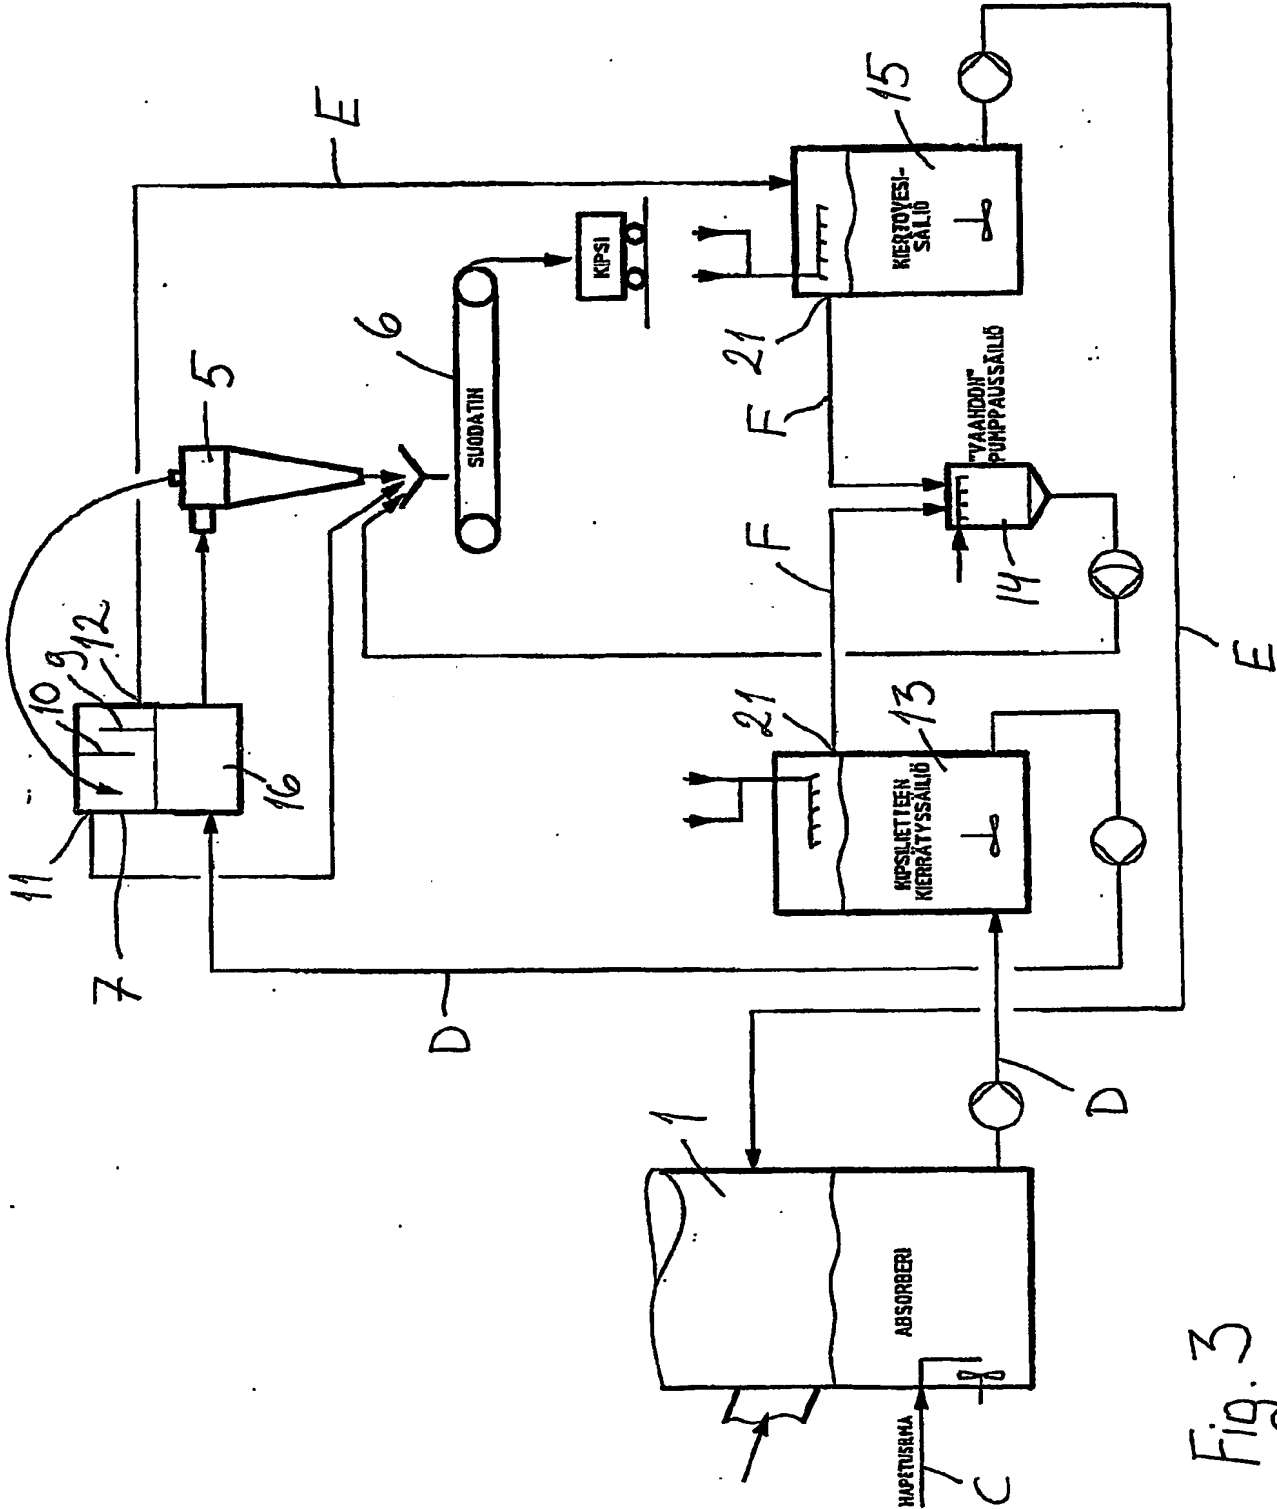 11
10
9
12
7
16
5
E
6
D
SUODATIN
KIPSI
1
21
F
F
21
15
ABSORBERI
KIPSILIETTEEN
KIERRÄTYSSÄILIÖ
13
KIERTOVESI-
SÄILIÖ
"VAAHDON"
PUMPPAUSSÄILIÖ
14
HAPETUSILMA
C
D
E
Fig. 3